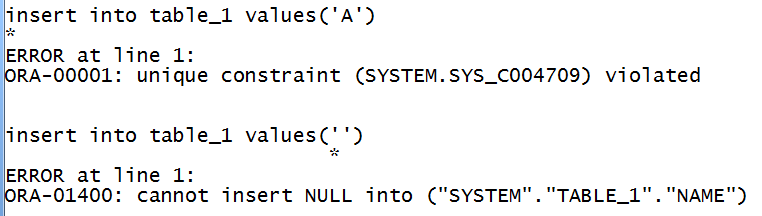 insert into table_1 values('A')
*
ERROR at line 1:
ORA-00001: unique constraint (SYSTEM.SYS_C004709) violated
insert into table_1 values('')
*
ERROR at line 1:
ORA-01400: cannot insert NULL into ("SYSTEM"."TABLE_1"."NAME")